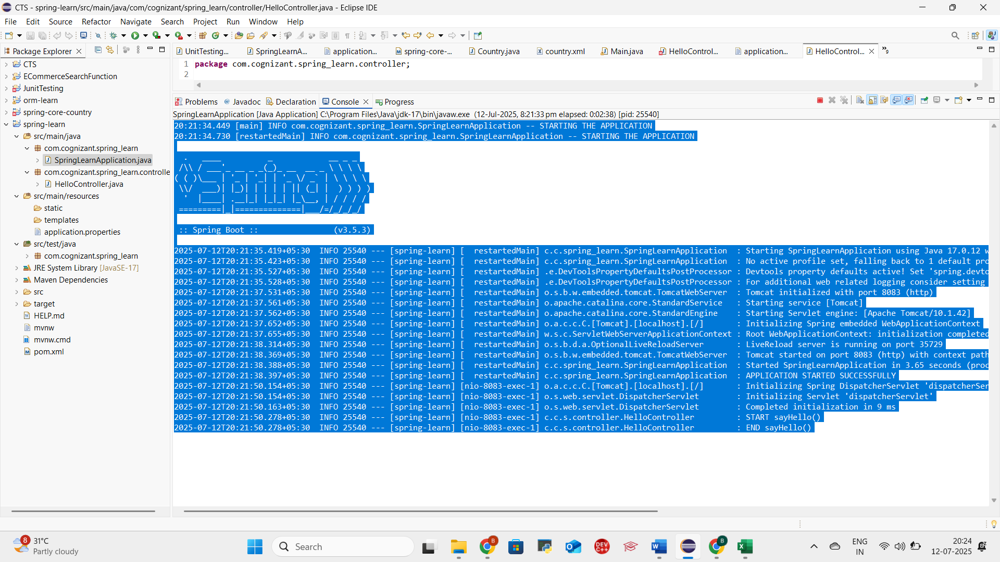 CTS - spring-learn/src/main/java/com/cognizant/spring_learn/controller/HelloController.java - Eclipse IDE
File Edit Source Refactor Navigate Search Project Run Window Help
Package Explorer
CTS
ECommerceSearchFunction
JunitTesting
orm-learn
spring-core-country
spring-learn
src/main/java
com.cognizant.spring_learn
SpringLearnApplication.java
com.cognizant.spring_learn.controlle
HelloController.java
src/main/resources
static
templates
application.properties
src/test/java
com.cognizant.spring_learn
JRE System Library [JavaSE-17]
Maven Dependencies
src
target
HELP.md
mvnw
mvnw.cmd
pom.xml
UnitTesting... SpringLearnA... application... spring-core-... Country.java country.xml Main.java HelloControl... application... HelloControl... »9
1 package com.cognizant.spring_learn.controller;
2
Problems Javadoc Declaration Console Progress
SpringLearnApplication [Java Application] C:\Program Files\Java\jdk-17\bin\javaw.exe (12-Jul-2025, 8:21:33 pm elapsed: 0:02:38) [pid: 25540]
20:21:34.449 [main] INFO com.cognizant.spring_learn.SpringLearnApplication -- STARTING THE APPLICATION
20:21:34.730 [restartedMain] INFO com.cognizant.spring_learn.SpringLearnApplication -- STARTING THE APPLICATION
  .   ____          _            __ _ _
 /\\ / ___'_ __ _ _(_)_ __  __ _ \ \ \ \
( ( )\___ | '_ | '_| | '_ \/ _` | \ \ \ \
 \\/  ___)| |_)| | | | | || (_| |  ) ) ) )
  '  |____| .__|_| |_|_| |_\__, | / / / /
 =========|_|==============|___/=/_/_/_/
 :: Spring Boot ::                (v3.5.3)
2025-07-12T20:21:35.419+05:30  INFO 25540 --- [spring-learn] [  restartedMain] c.c.spring_learn.SpringLearnApplication  : Starting SpringLearnApplication using Java 17.0.12 w
2025-07-12T20:21:35.423+05:30  INFO 25540 --- [spring-learn] [  restartedMain] c.c.spring_learn.SpringLearnApplication  : No active profile set, falling back to 1 default pro
2025-07-12T20:21:35.527+05:30  INFO 25540 --- [spring-learn] [  restartedMain] .e.DevToolsPropertyDefaultsPostProcessor : Devtools property defaults active! Set 'spring.devto
2025-07-12T20:21:35.528+05:30  INFO 25540 --- [spring-learn] [  restartedMain] .e.DevToolsPropertyDefaultsPostProcessor : For additional web related logging consider setting
2025-07-12T20:21:37.531+05:30  INFO 25540 --- [spring-learn] [  restartedMain] o.s.b.w.embedded.tomcat.TomcatWebServer  : Tomcat initialized with port 8083 (http)
2025-07-12T20:21:37.561+05:30  INFO 25540 --- [spring-learn] [  restartedMain] o.apache.catalina.core.StandardService   : Starting service [Tomcat]
2025-07-12T20:21:37.562+05:30  INFO 25540 --- [spring-learn] [  restartedMain] o.apache.catalina.core.StandardEngine    : Starting Servlet engine: [Apache Tomcat/10.1.42]
2025-07-12T20:21:37.652+05:30  INFO 25540 --- [spring-learn] [  restartedMain] o.a.c.c.C.[Tomcat].[localhost].[/]       : Initializing Spring embedded WebApplicationContext
2025-07-12T20:21:37.655+05:30  INFO 25540 --- [spring-learn] [  restartedMain] w.s.c.ServletWebServerApplicationContext : Root WebApplicationContext: initialization completed
2025-07-12T20:21:38.314+05:30  INFO 25540 --- [spring-learn] [  restartedMain] o.s.b.d.a.OptionalLiveReloadServer       : LiveReload server is running on port 35729
2025-07-12T20:21:38.369+05:30  INFO 25540 --- [spring-learn] [  restartedMain] o.s.b.w.embedded.tomcat.TomcatWebServer  : Tomcat started on port 8083 (http) with context path
2025-07-12T20:21:38.388+05:30  INFO 25540 --- [spring-learn] [  restartedMain] c.c.spring_learn.SpringLearnApplication  : Started SpringLearnApplication in 3.65 seconds (proc
2025-07-12T20:21:38.397+05:30  INFO 25540 --- [spring-learn] [  restartedMain] c.c.spring_learn.SpringLearnApplication  : APPLICATION STARTED SUCCESSFULLY
2025-07-12T20:21:50.154+05:30  INFO 25540 --- [spring-learn] [nio-8083-exec-1] o.a.c.c.C.[Tomcat].[localhost].[/]       : Initializing Spring DispatcherServlet 'dispatcherSer
2025-07-12T20:21:50.154+05:30  INFO 25540 --- [spring-learn] [nio-8083-exec-1] o.s.web.servlet.DispatcherServlet        : Initializing Servlet 'dispatcherServlet'
2025-07-12T20:21:50.163+05:30  INFO 25540 --- [spring-learn] [nio-8083-exec-1] o.s.web.servlet.DispatcherServlet        : Completed initialization in 9 ms
2025-07-12T20:21:50.278+05:30  INFO 25540 --- [spring-learn] [nio-8083-exec-1] c.c.s.controller.HelloController         : START sayHello()
2025-07-12T20:21:50.278+05:30  INFO 25540 --- [spring-learn] [nio-8083-exec-1] c.c.s.controller.HelloController         : END sayHello()
8 31°C
Partly cloudy
Search
B
DEV C++
B
ENG
IN
20:24
12-07-2025